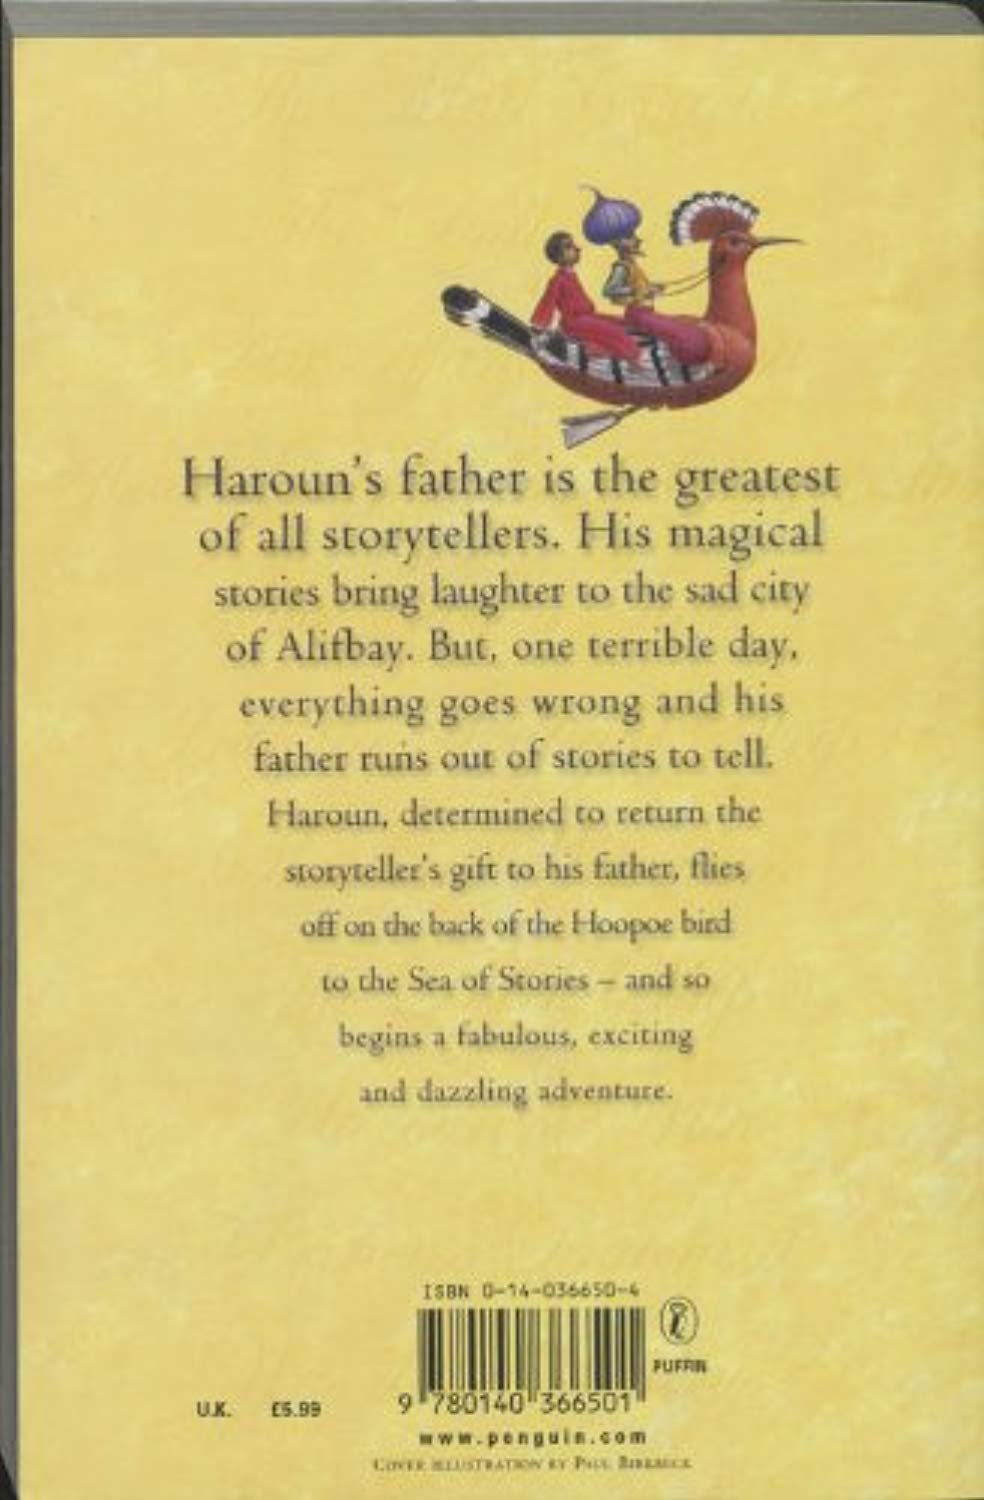 Haroun's father is the greatest
of all storytellers. His magical
stories bring laughter to the sad city
of Alifbay. But, one terrible day,
everything goes wrong and his
father runs out of stories to tell.
Haroun, determined to return the
storyteller's gift to his father, flies
off on the back of the Hoopoe bird
to the Sea of Stories – and so
begins a fabulous, exciting
and dazzling adventure.
ISBN 0-14-036650-4
PUFFIN
9 780140 366501
U.K. £5.99
www.penguin.com
COVER ILLUSTRATION BY PAUL BIRKBECK